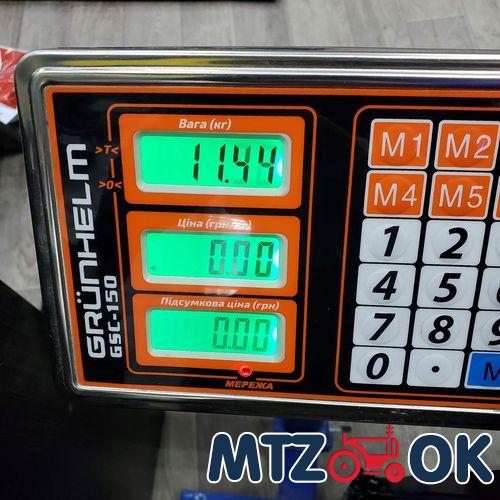 Вага (кг)
>T<
11.44
>0<
Ціна (грн/кг)
0.00
Підсумкова ціна (грн)
0.00
МЕРЕЖА
GRÜNHELM
GSC-150
M1 M2
M4 M5
1 2
4 5
7 8 9
0 .
M
MTZ OK